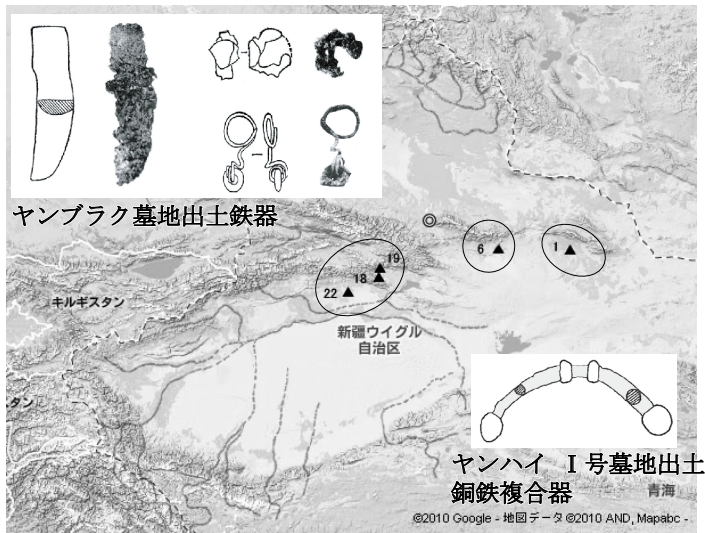 ヤンブラク墓地出土鉄器
6
1
19
18
22
キルギスタン
新疆ウイグル
自治区
スタン
ヤンハイ Ⅰ号墓地出土
銅鉄複合器
青海
©2010 Google - 地図データ ©2010 AND, Mapabc -